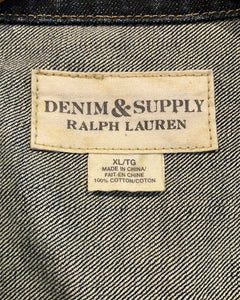 DENIM & SUPPLY
RALPH LAUREN
XL/TG
MADE IN CHINA/
FAIT EN CHINE
100% COTTON/COTON